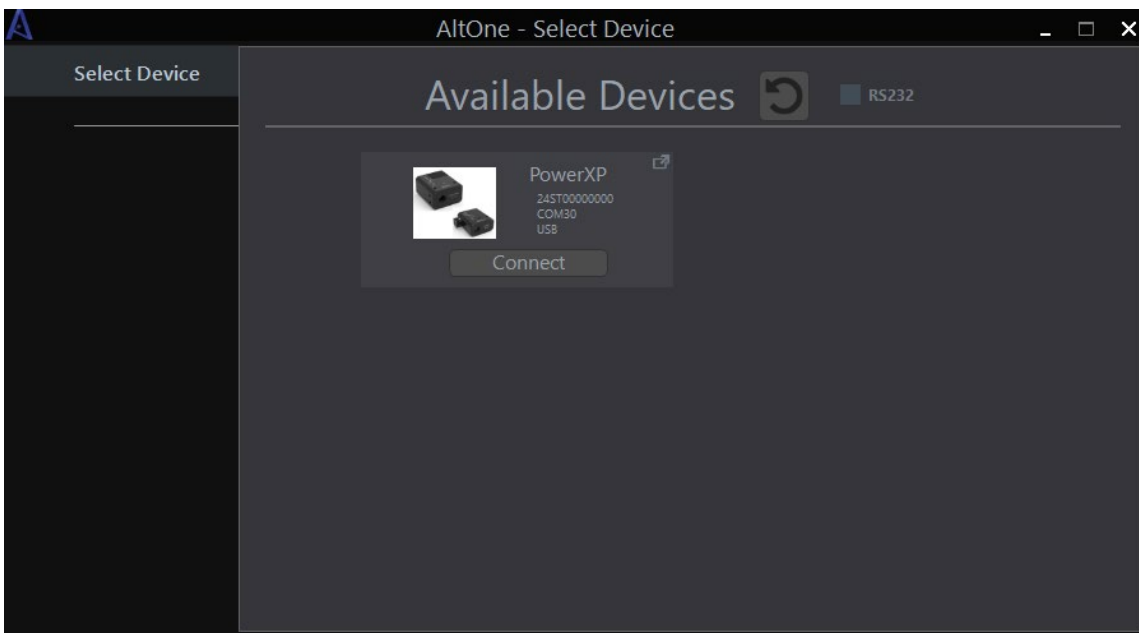 AltOne - Select Device
Select Device
Available Devices
RS232
PowerXP
24ST00000000
COM30
USB
Connect